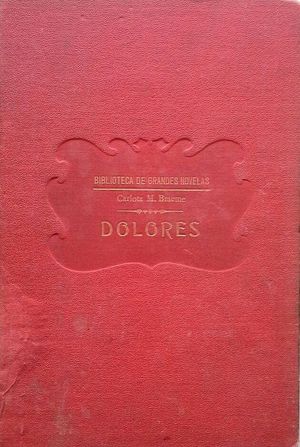 BIBLIOTECA DE GRANDES NOVELAS
Carlota M. Braeme
DOLORES